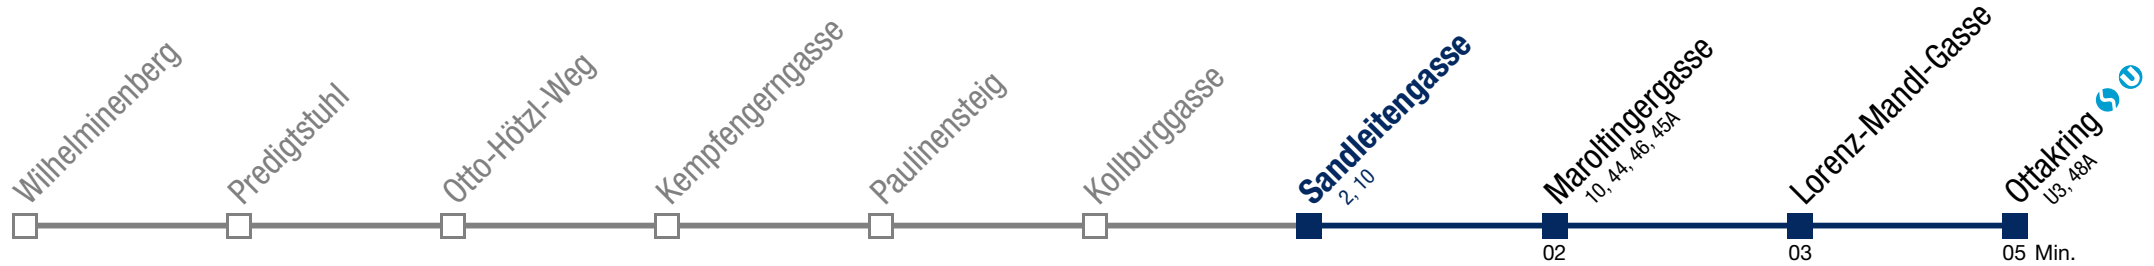 Wilhelminenberg
Predigtstuhl
Otto-Hötzl-Weg
Kempfengerngasse
Paulinensteig
Kollburggasse
Sandleitengasse
2, 10
Maroltingergasse
10, 44, 46, 45A
Lorenz-Mandl-Gasse
Ottakring S U
U3, 48A
02 03 05 Min.